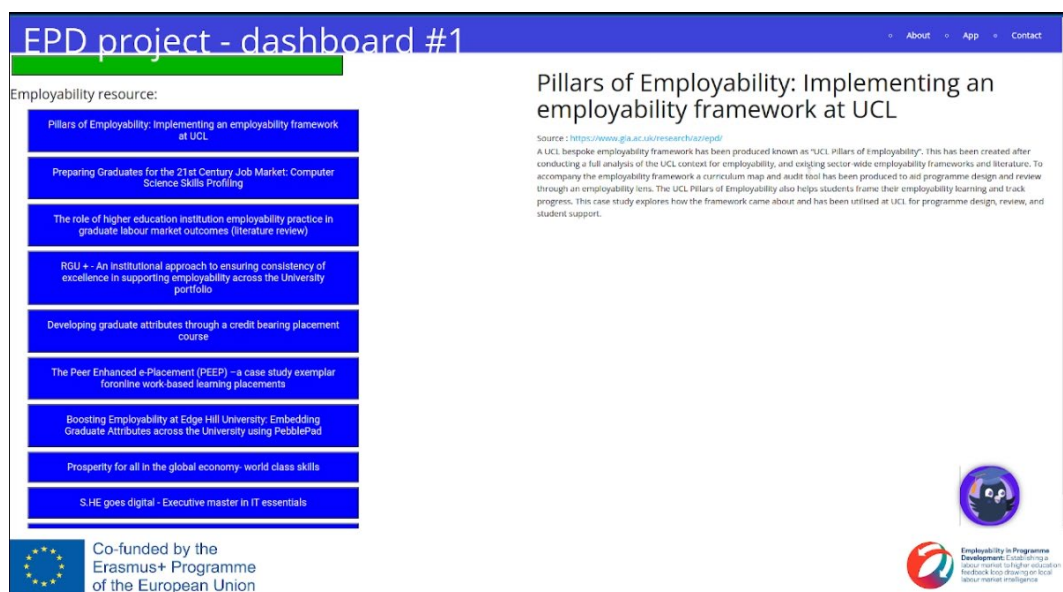 EPD project - dashboard #1
About
App
Contact
Employability resource:
Pillars of Employability: Implementing an employability framework
at UCL
Preparing Graduates for the 21st Century Job Market: Computer
Science Skills Profiling
The role of higher education institution employability practice in
graduate labour market outcomes (literature review)
RGU + - An institutional approach to ensuring consistency of
excellence in supporting employability across the University
portfolio
Developing graduate attributes through a credit bearing placement
course
The Peer Enhanced e-Placement (PEEP) –a case study exemplar
foronline work-based learning placements
Boosting Employability at Edge Hill University: Embedding
Graduate Attributes across the University using PebblePad
Prosperity for all in the global economy- world class skills
S.HE goes digital - Executive master in IT essentials
Pillars of Employability: Implementing an
employability framework at UCL
Source : https://www.gla.ac.uk/research/az/epd/
A UCL bespoke employability framework has been produced known as “UCL Pillars of Employability”. This has been created after
conducting a full analysis of the UCL context for employability, and existing sector-wide employability frameworks and literature. To
accompany the employability framework a curriculum map and audit tool has been produced to aid programme design and review
through an employability lens. The UCL Pillars of Employability also helps students frame their employability learning and track
progress. This case study explores how the framework came about and has been utilised at UCL for programme design, review, and
student support.
Co-funded by the
Erasmus+ Programme
of the European Union
Employability in Programme
Development: Establishing a
labour market to higher education
feedback loop drawing on local
labour market intelligence